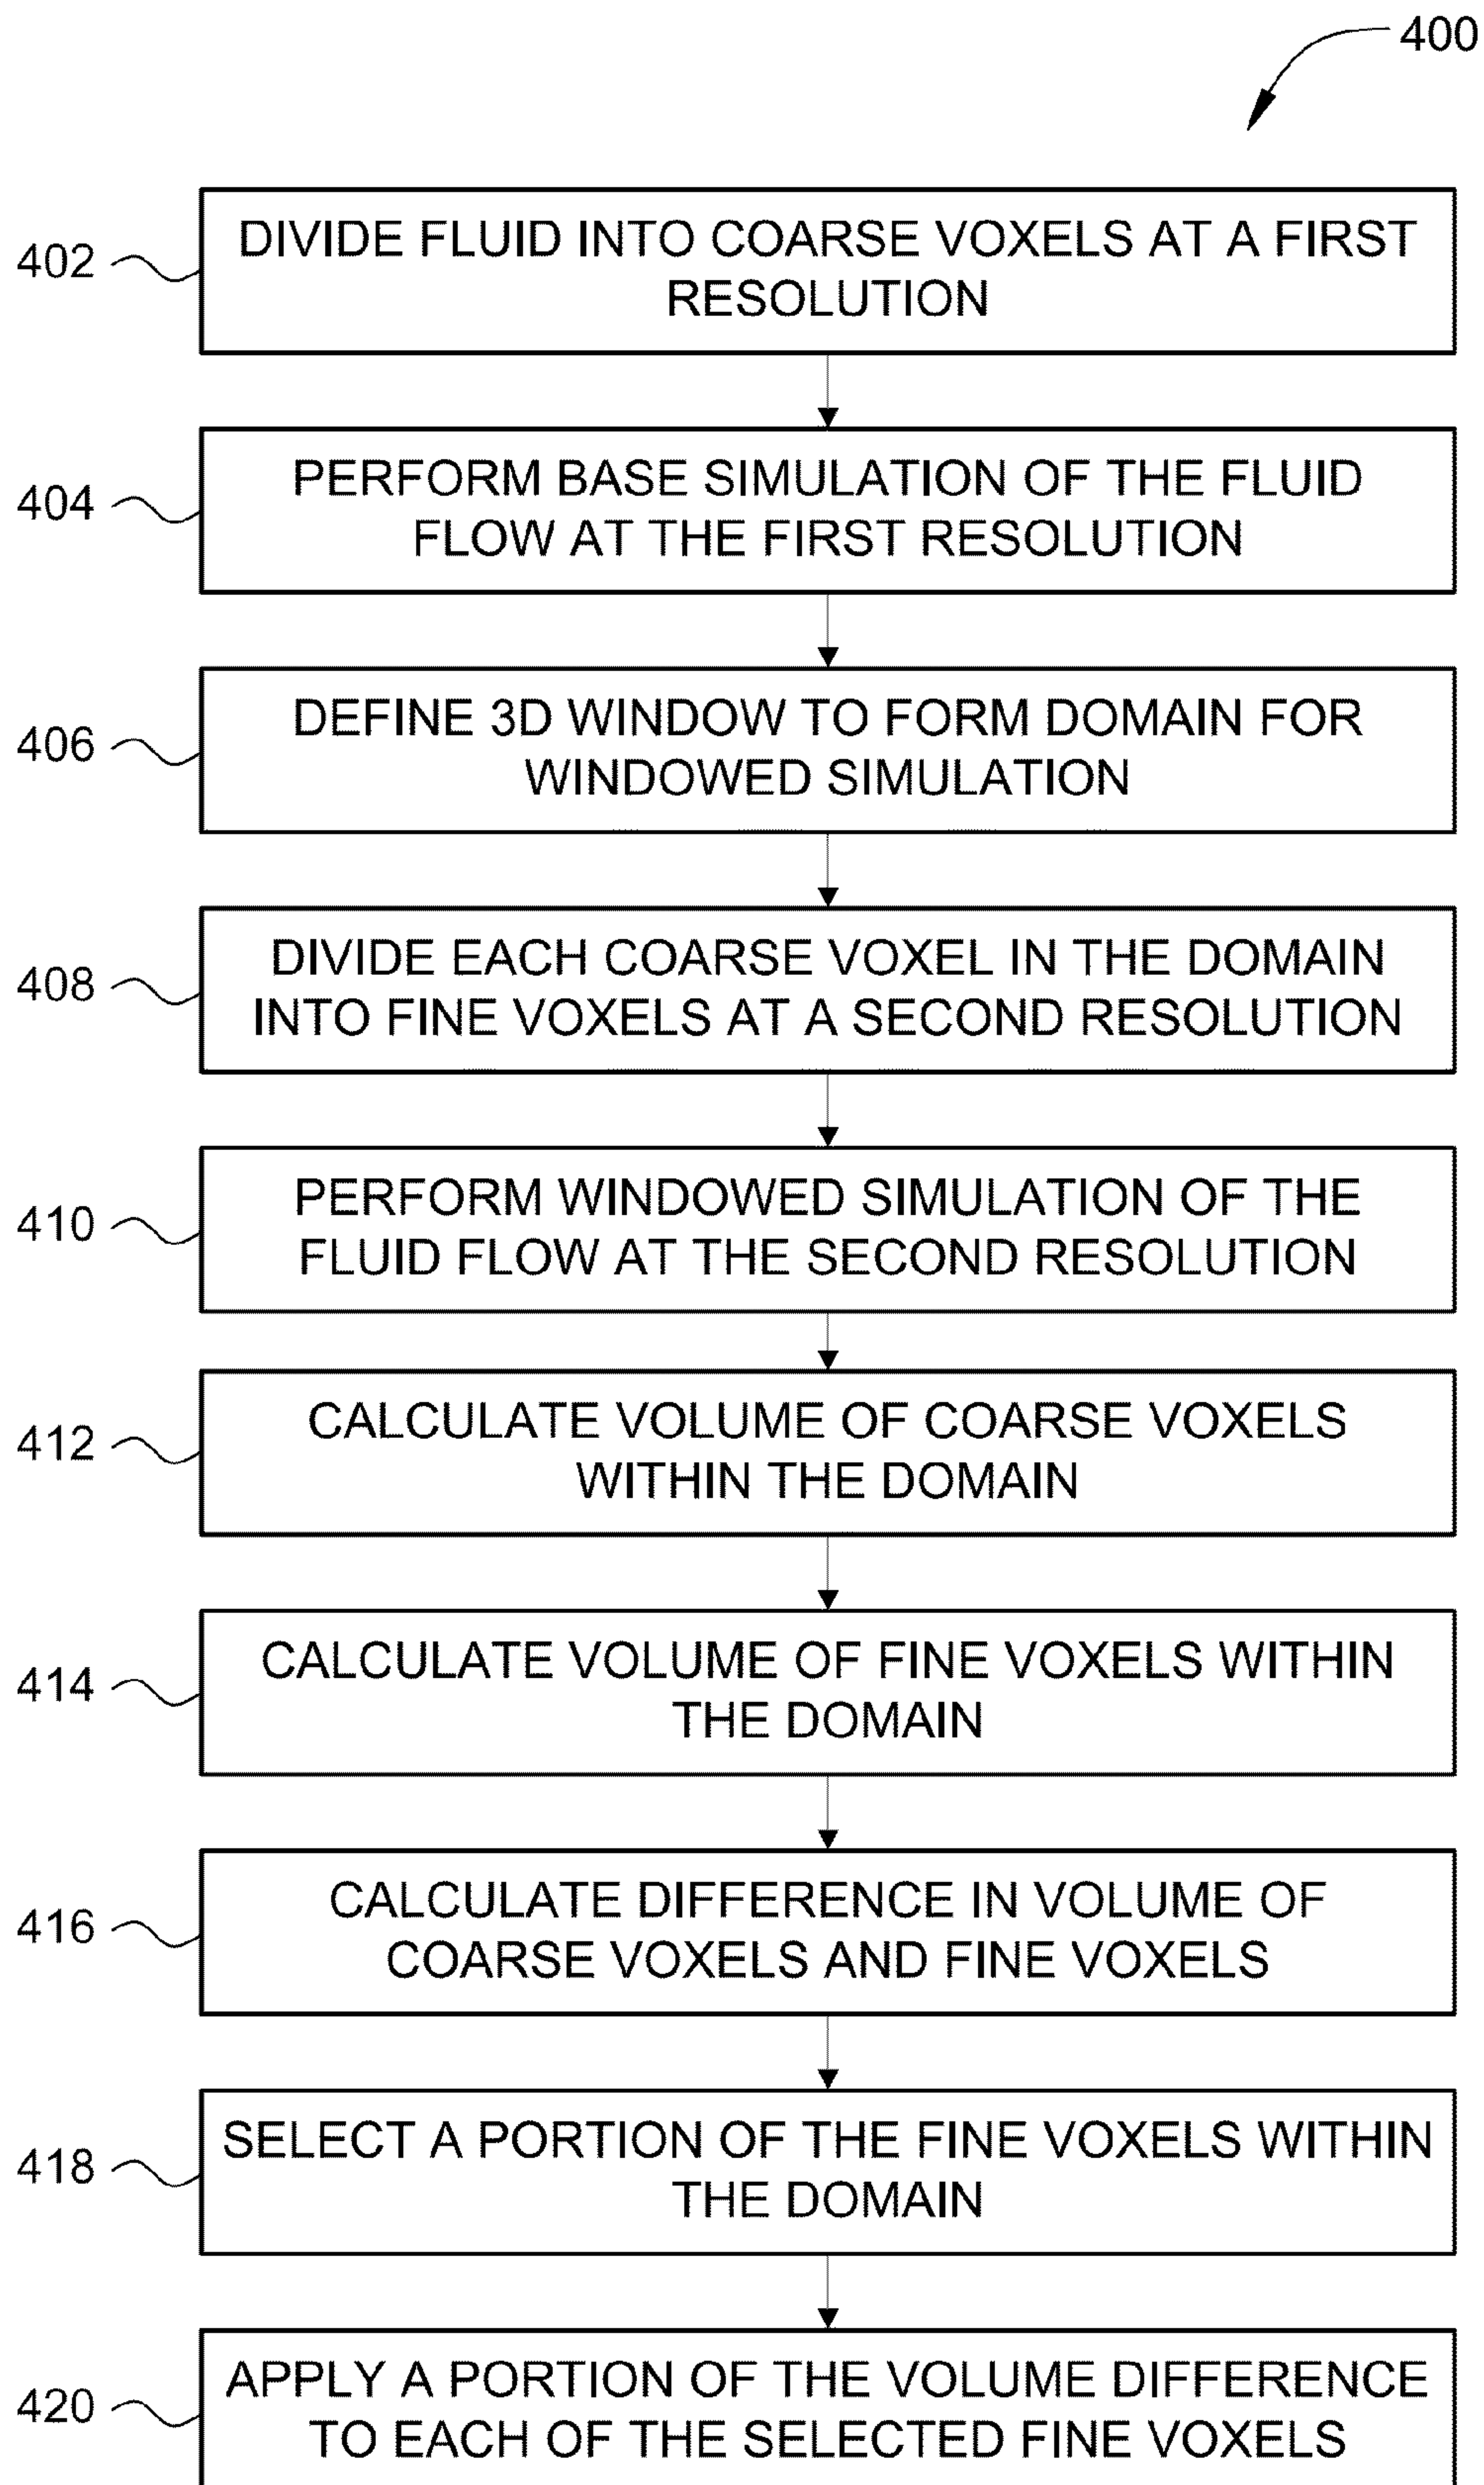 400
402
DIVIDE FLUID INTO COARSE VOXELS AT A FIRST
RESOLUTION
404
PERFORM BASE SIMULATION OF THE FLUID
FLOW AT THE FIRST RESOLUTION
406
DEFINE 3D WINDOW TO FORM DOMAIN FOR
WINDOWED SIMULATION
408
DIVIDE EACH COARSE VOXEL IN THE DOMAIN
INTO FINE VOXELS AT A SECOND RESOLUTION
410
PERFORM WINDOWED SIMULATION OF THE
FLUID FLOW AT THE SECOND RESOLUTION
412
CALCULATE VOLUME OF COARSE VOXELS
WITHIN THE DOMAIN
414
CALCULATE VOLUME OF FINE VOXELS WITHIN
THE DOMAIN
416
CALCULATE DIFFERENCE IN VOLUME OF
COARSE VOXELS AND FINE VOXELS
418
SELECT A PORTION OF THE FINE VOXELS WITHIN
THE DOMAIN
420
APPLY A PORTION OF THE VOLUME DIFFERENCE
TO EACH OF THE SELECTED FINE VOXELS